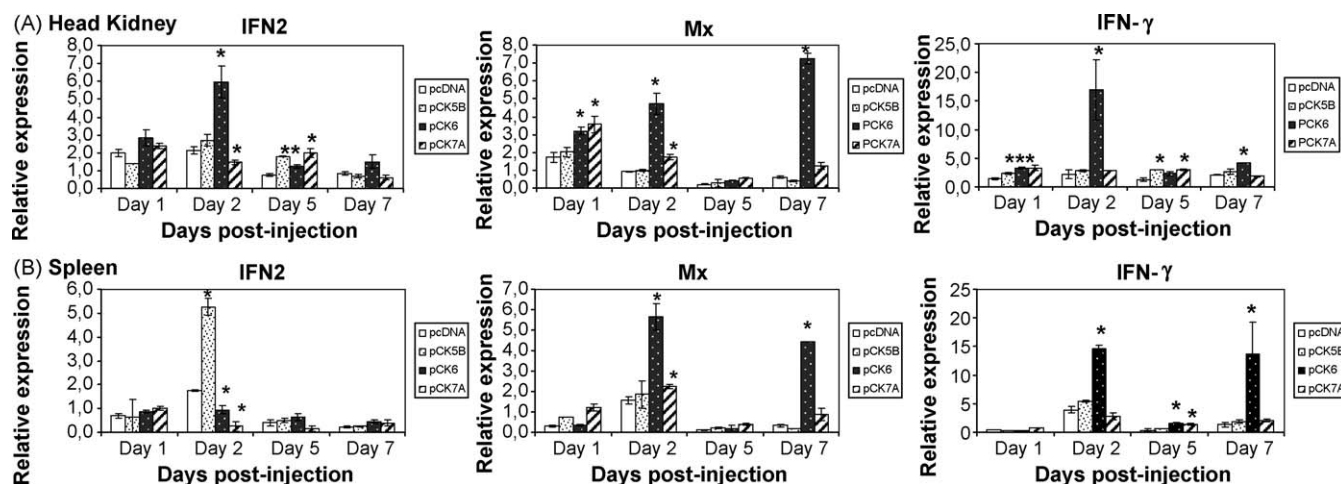 (A) Head Kidney
IFN2
Relative expression
8,0
7,0
6,0
5,0
4,0
3,0
2,0
1,0
0,0
*
*
**
*
Day 1 Day 2 Day 5 Day 7
Days post-injection
pcDNA
pCK5B
pCK6
pCK7A
Mx
Relative expression
8,0
7,0
6,0
5,0
4,0
3,0
2,0
1,0
0,0
*
*
*
*
*
Day 1 Day 2 Day 5 Day 7
Days post-injection
pcDNA
pCK5B
PCK6
PCK7A
IFN-γ
Relative expression
25,0
20,0
15,0
10,0
5,0
0,0
***
*
*
*
*
Day 1 Day 2 Day 5 Day 7
Days post-injection
pcDNA
pCK5B
PCK6
PCK7A
(B) Spleen
IFN2
Relative expression
6,0
5,0
4,0
3,0
2,0
1,0
0,0
*
*
*
Day 1 Day 2 Day 5 Day 7
Days post-injection
pcDNA
pCK5B
pCK6
pCK7A
Mx
Relative expression
7,0
6,0
5,0
4,0
3,0
2,0
1,0
0,0
*
*
*
Day 1 Day 2 Day 5 Day 7
Days post-injection
pcDNA
pCK5B
pCK6
pCK7A
IFN-γ
Relative expression
25
20
15
10
5
0
*
*
*
*
Day 1 Day 2 Day 5 Day 7
Days post-injection
pcDNA
pCK5B
pCK6
pCK7A